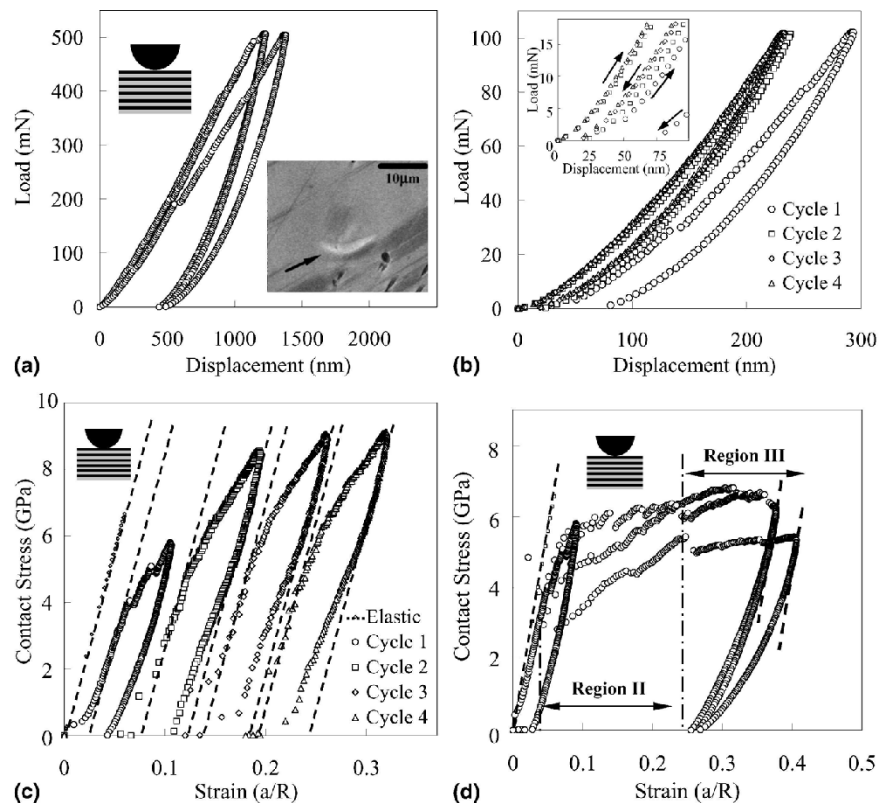 500
400
300
200
100
0
Load (mN)
0 500 1000 1500 2000
Displacement (nm)
10μm
(a)
100
80
60
40
20
0
Load (mN)
0 100 200 300
Displacement (nm)
15
10
5
0
Load (mN)
0 25 50 75
Displacement (nm)
Cycle 1
Cycle 2
Cycle 3
Cycle 4
(b)
10
8
6
4
2
0
Contact Stress (GPa)
0 0.1 0.2 0.3
Strain (a/R)
Elastic
Cycle 1
Cycle 2
Cycle 3
Cycle 4
(c)
8
6
4
2
0
Contact Stress (GPa)
0 0.1 0.2 0.3 0.4 0.5
Strain (a/R)
Region III
Region II
(d)